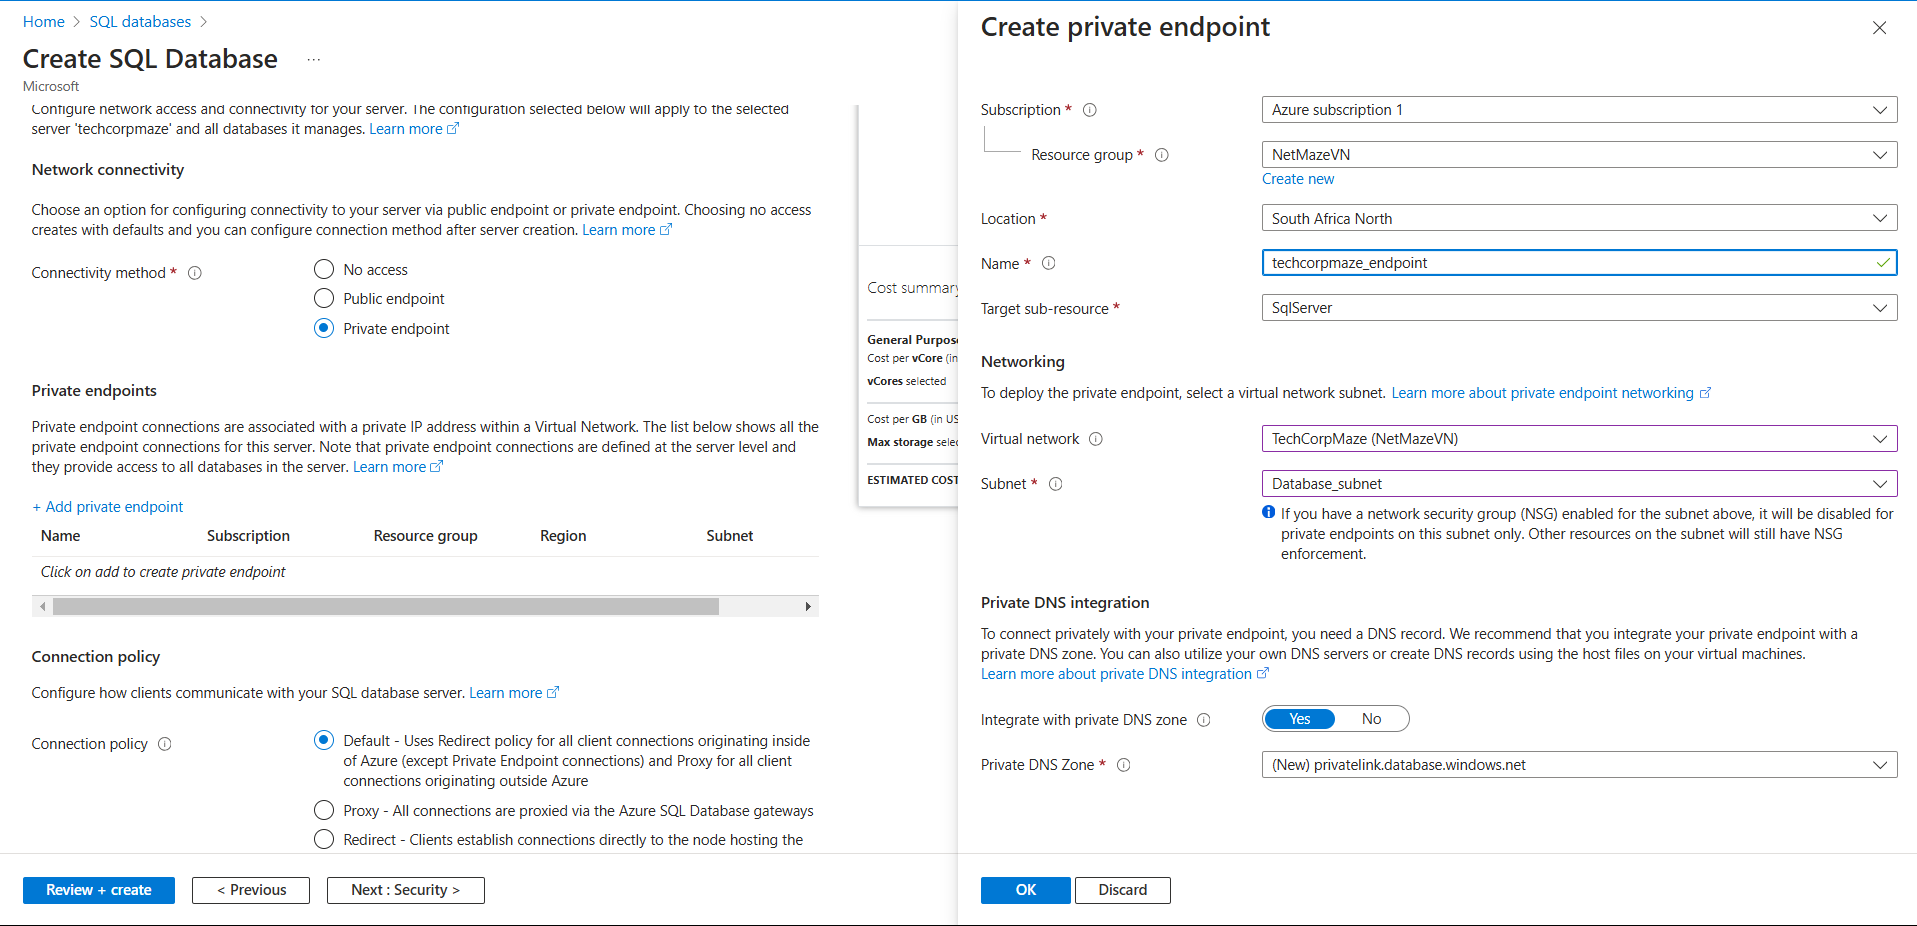 Home > SQL databases >
Create SQL Database ...
Microsoft
Configure network access and connectivity for your server. The configuration selected below will apply to the selected
server 'techcorpmaze' and all databases it manages. Learn more
Network connectivity
Choose an option for configuring connectivity to your server via public endpoint or private endpoint. Choosing no access
creates with defaults and you can configure connection method after server creation. Learn more
Connectivity method *
No access
Public endpoint
Private endpoint
Private endpoints
Private endpoint connections are associated with a private IP address within a Virtual Network. The list below shows all the
private endpoint connections for this server. Note that private endpoint connections are defined at the server level and
they provide access to all databases in the server. Learn more
+ Add private endpoint
Name Subscription Resource group Region Subnet
Click on add to create private endpoint
Connection policy
Configure how clients communicate with your SQL database server. Learn more
Connection policy
Default - Uses Redirect policy for all client connections originating inside
of Azure (except Private Endpoint connections) and Proxy for all client
connections originating outside Azure
Proxy - All connections are proxied via the Azure SQL Database gateways
Redirect - Clients establish connections directly to the node hosting the
Review + create
< Previous
Next : Security >
Cost summary
General Purpose
Cost per vCore (in
vCores selected
Cost per GB (in US
Max storage selec
ESTIMATED COST
Create private endpoint
Subscription * Azure subscription 1
Resource group * NetMazeVN
Create new
Location * South Africa North
Name * techcorpmaze_endpoint
Target sub-resource * SqlServer
Networking
To deploy the private endpoint, select a virtual network subnet. Learn more about private endpoint networking
Virtual network TechCorpMaze (NetMazeVN)
Subnet * Database_subnet
If you have a network security group (NSG) enabled for the subnet above, it will be disabled for
private endpoints on this subnet only. Other resources on the subnet will still have NSG
enforcement.
Private DNS integration
To connect privately with your private endpoint, you need a DNS record. We recommend that you integrate your private endpoint with a
private DNS zone. You can also utilize your own DNS servers or create DNS records using the host files on your virtual machines.
Learn more about private DNS integration
Integrate with private DNS zone Yes No
Private DNS Zone * (New) privatelink.database.windows.net
OK
Discard